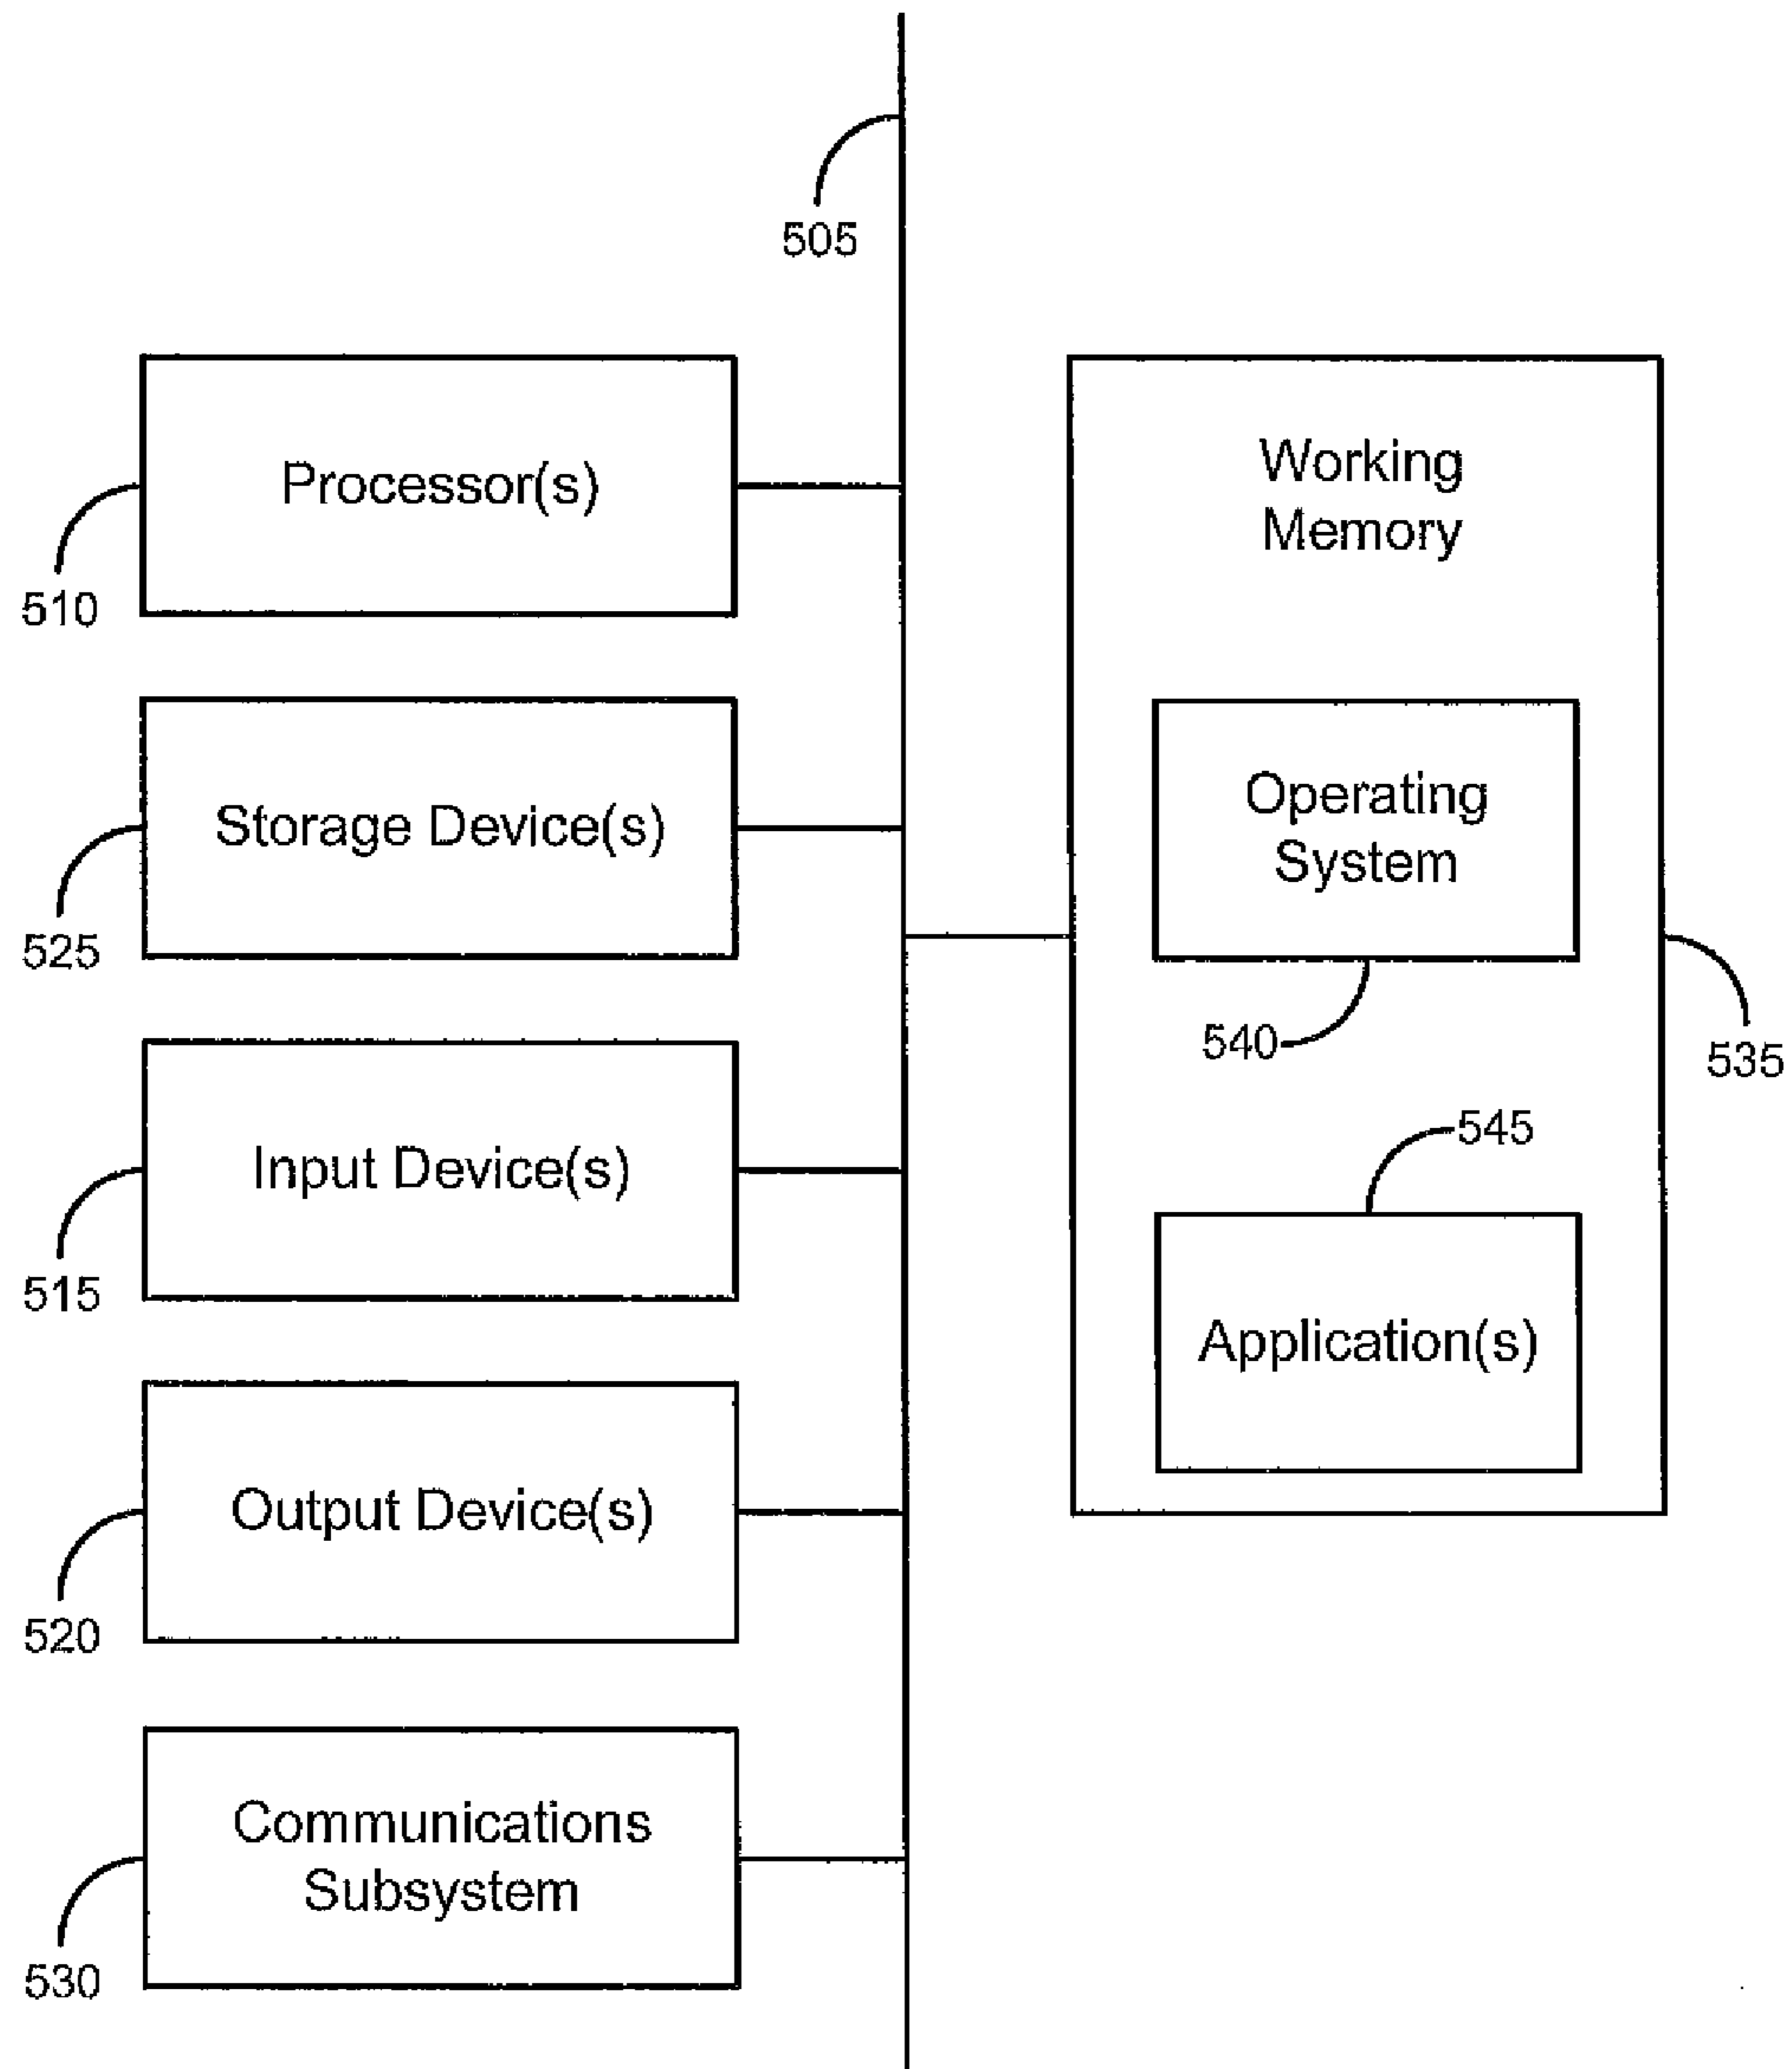 505
Processor(s)
510
Storage Device(s)
525
Input Device(s)
515
Output Device(s)
520
Communications
Subsystem
530
Working
Memory
Operating
System
540
535
545
Application(s)